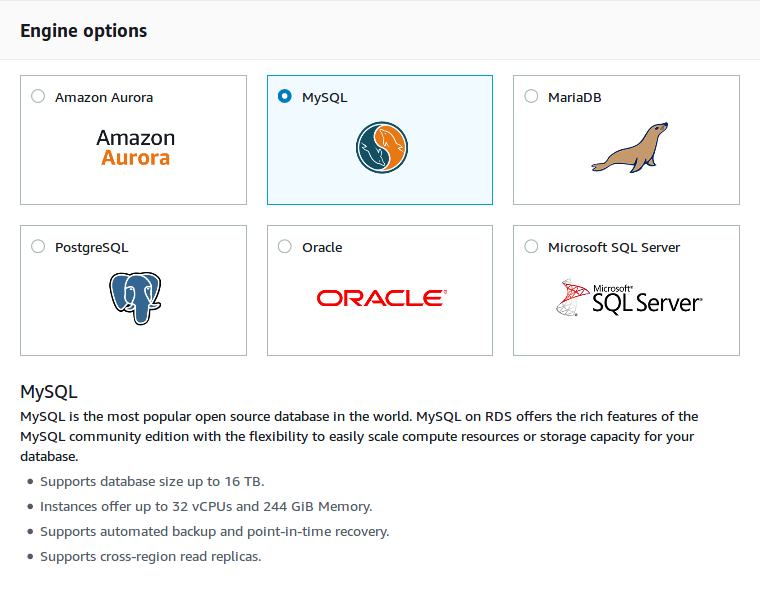 Engine options
Amazon Aurora
MySQL
MariaDB
Amazon
Aurora
PostgreSQL
Oracle
Microsoft SQL Server
ORACLE®
Microsoft®
SQL Server®
MySQL
MySQL is the most popular open source database in the world. MySQL on RDS offers the rich features of the
MySQL community edition with the flexibility to easily scale compute resources or storage capacity for your
database.
• Supports database size up to 16 TB.
• Instances offer up to 32 vCPUs and 244 GiB Memory.
• Supports automated backup and point-in-time recovery.
• Supports cross-region read replicas.